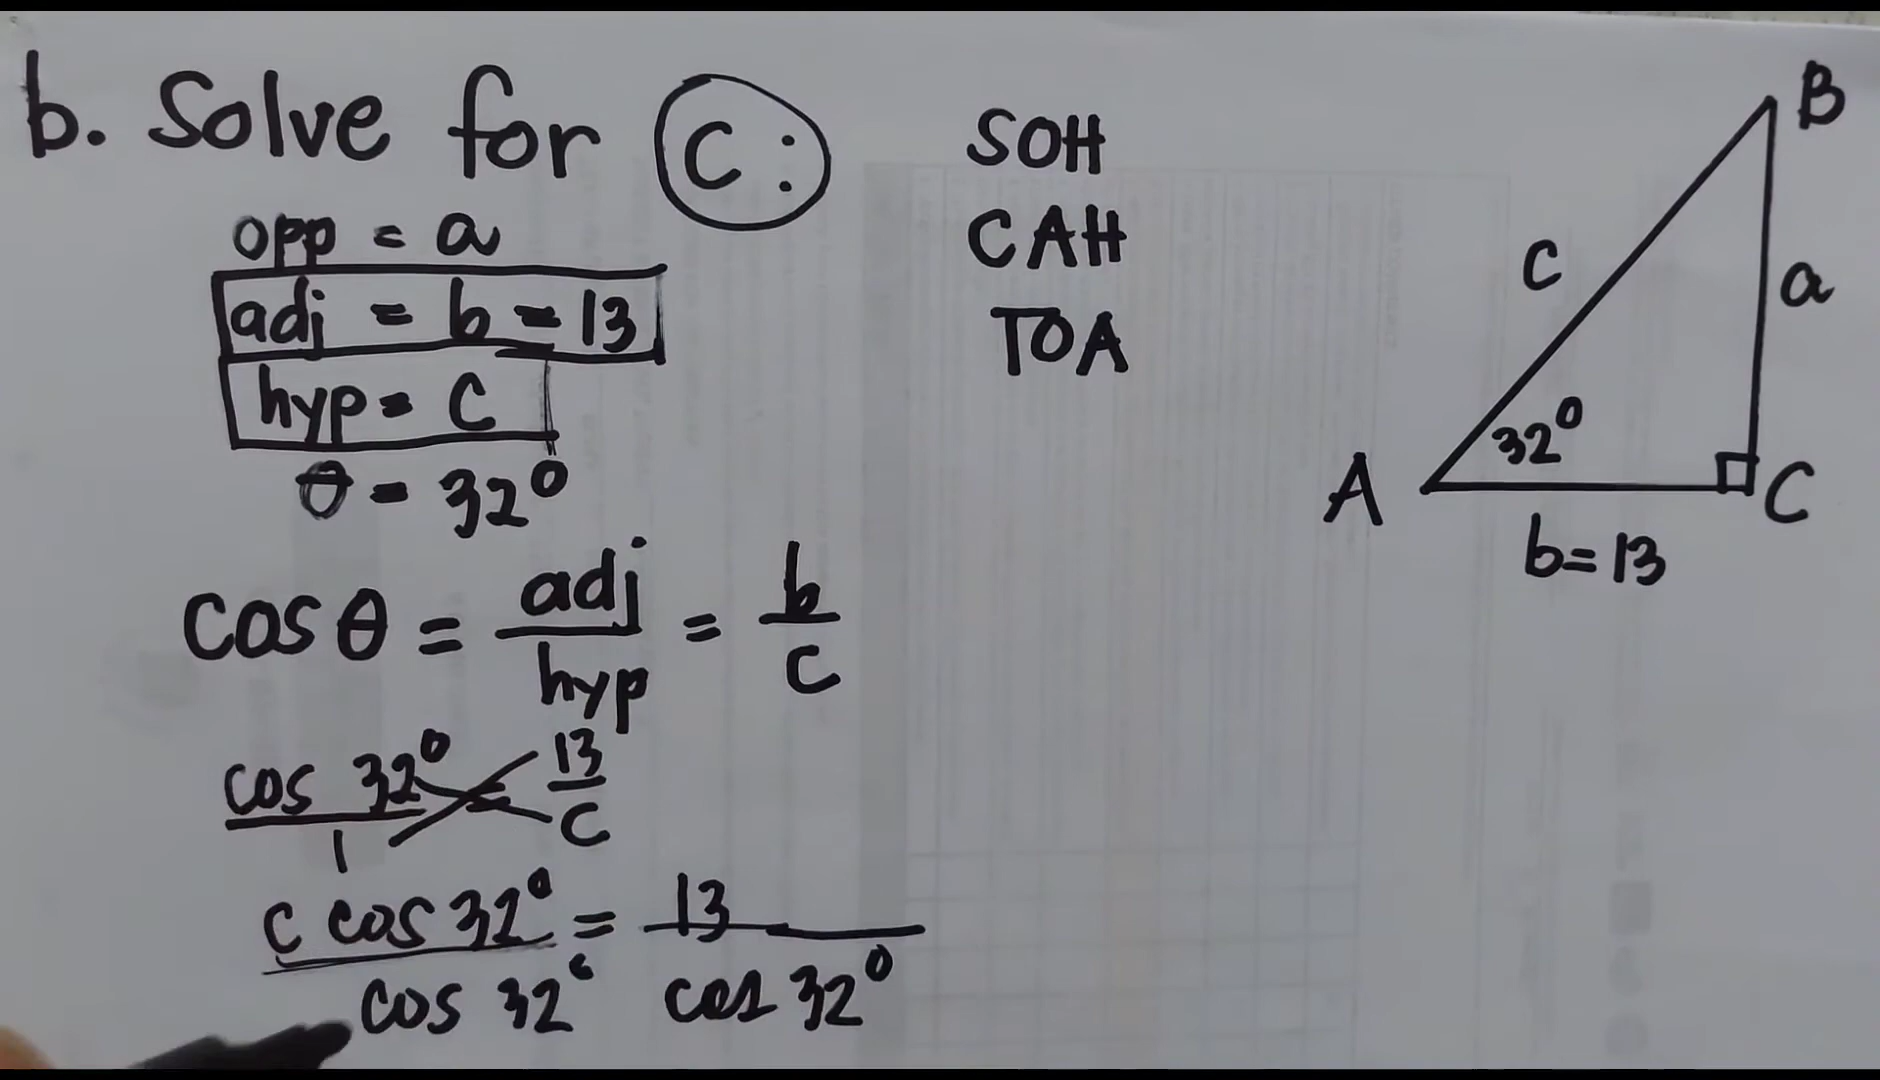 b. Solve for c:
opp = a
adj = b = 13
hyp = c
θ = 32°
cos θ = adj/hyp = b/c
cos 32°/1 = 13/c
c cos 32°/cos 32° = 13/cos 32°
SOH
CAH
TOA
B
c
a
32°
A
C
b = 13